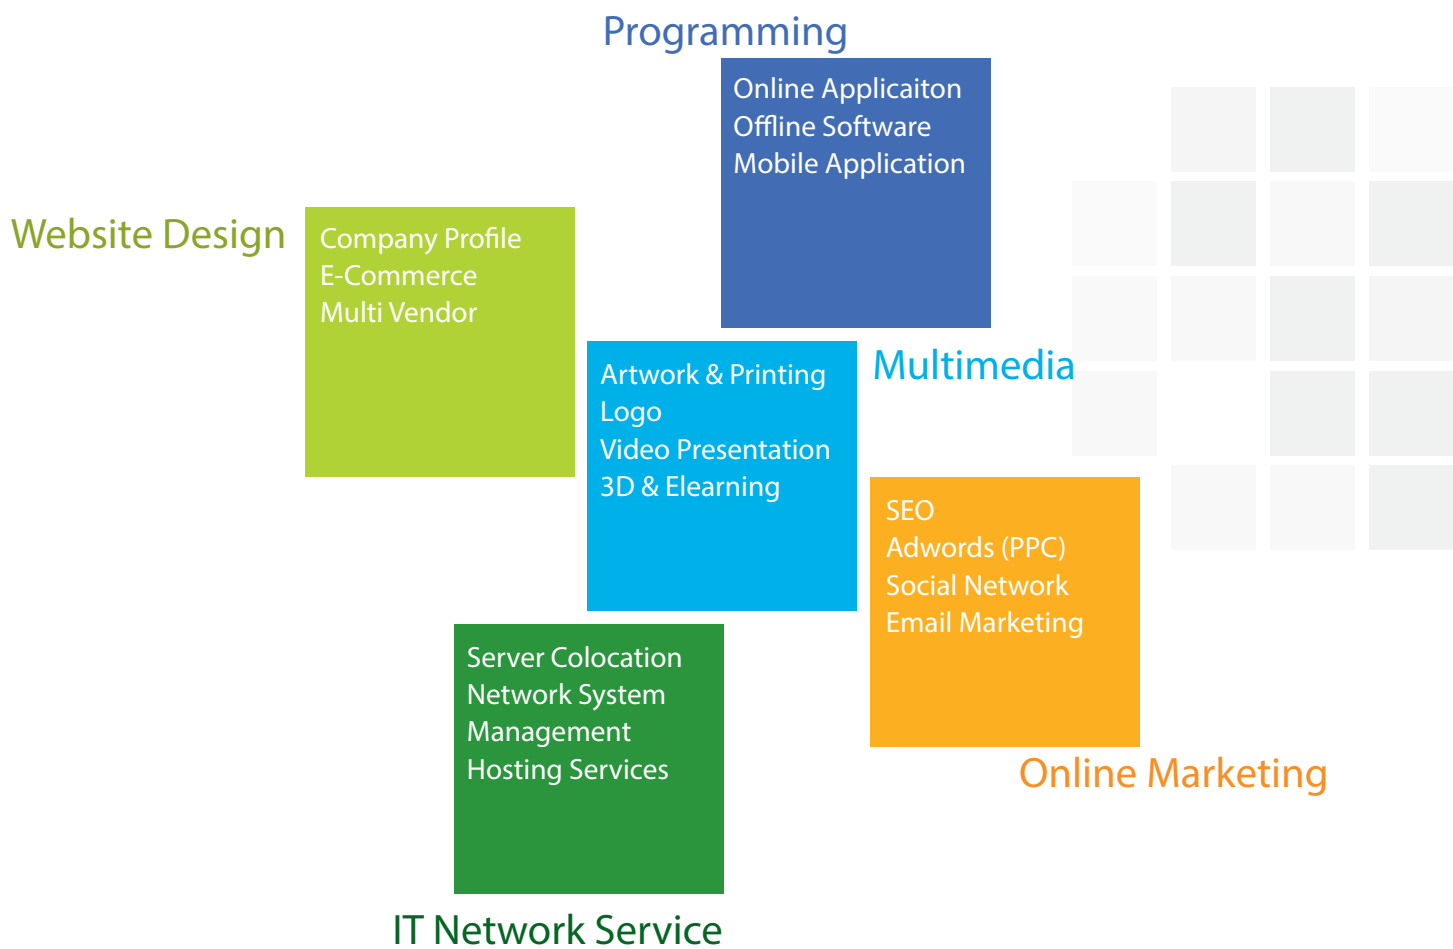 Programming
Online Applicaiton
Offline Software
Mobile Application
Website Design
Company Profile
E-Commerce
Multi Vendor
Multimedia
Artwork & Printing
Logo
Video Presentation
3D & Elearning
SEO
Adwords (PPC)
Social Network
Email Marketing
Online Marketing
Server Colocation
Network System
Management
Hosting Services
IT Network Service